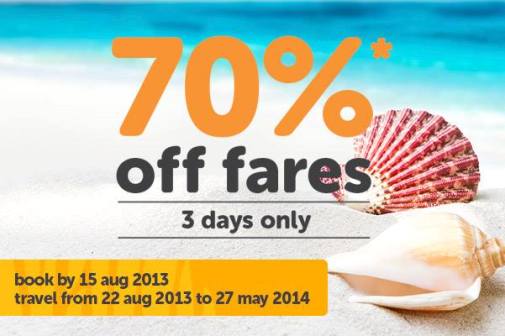 70%*
off fares
3 days only
book by 15 aug 2013
travel from 22 aug 2013 to 27 may 2014